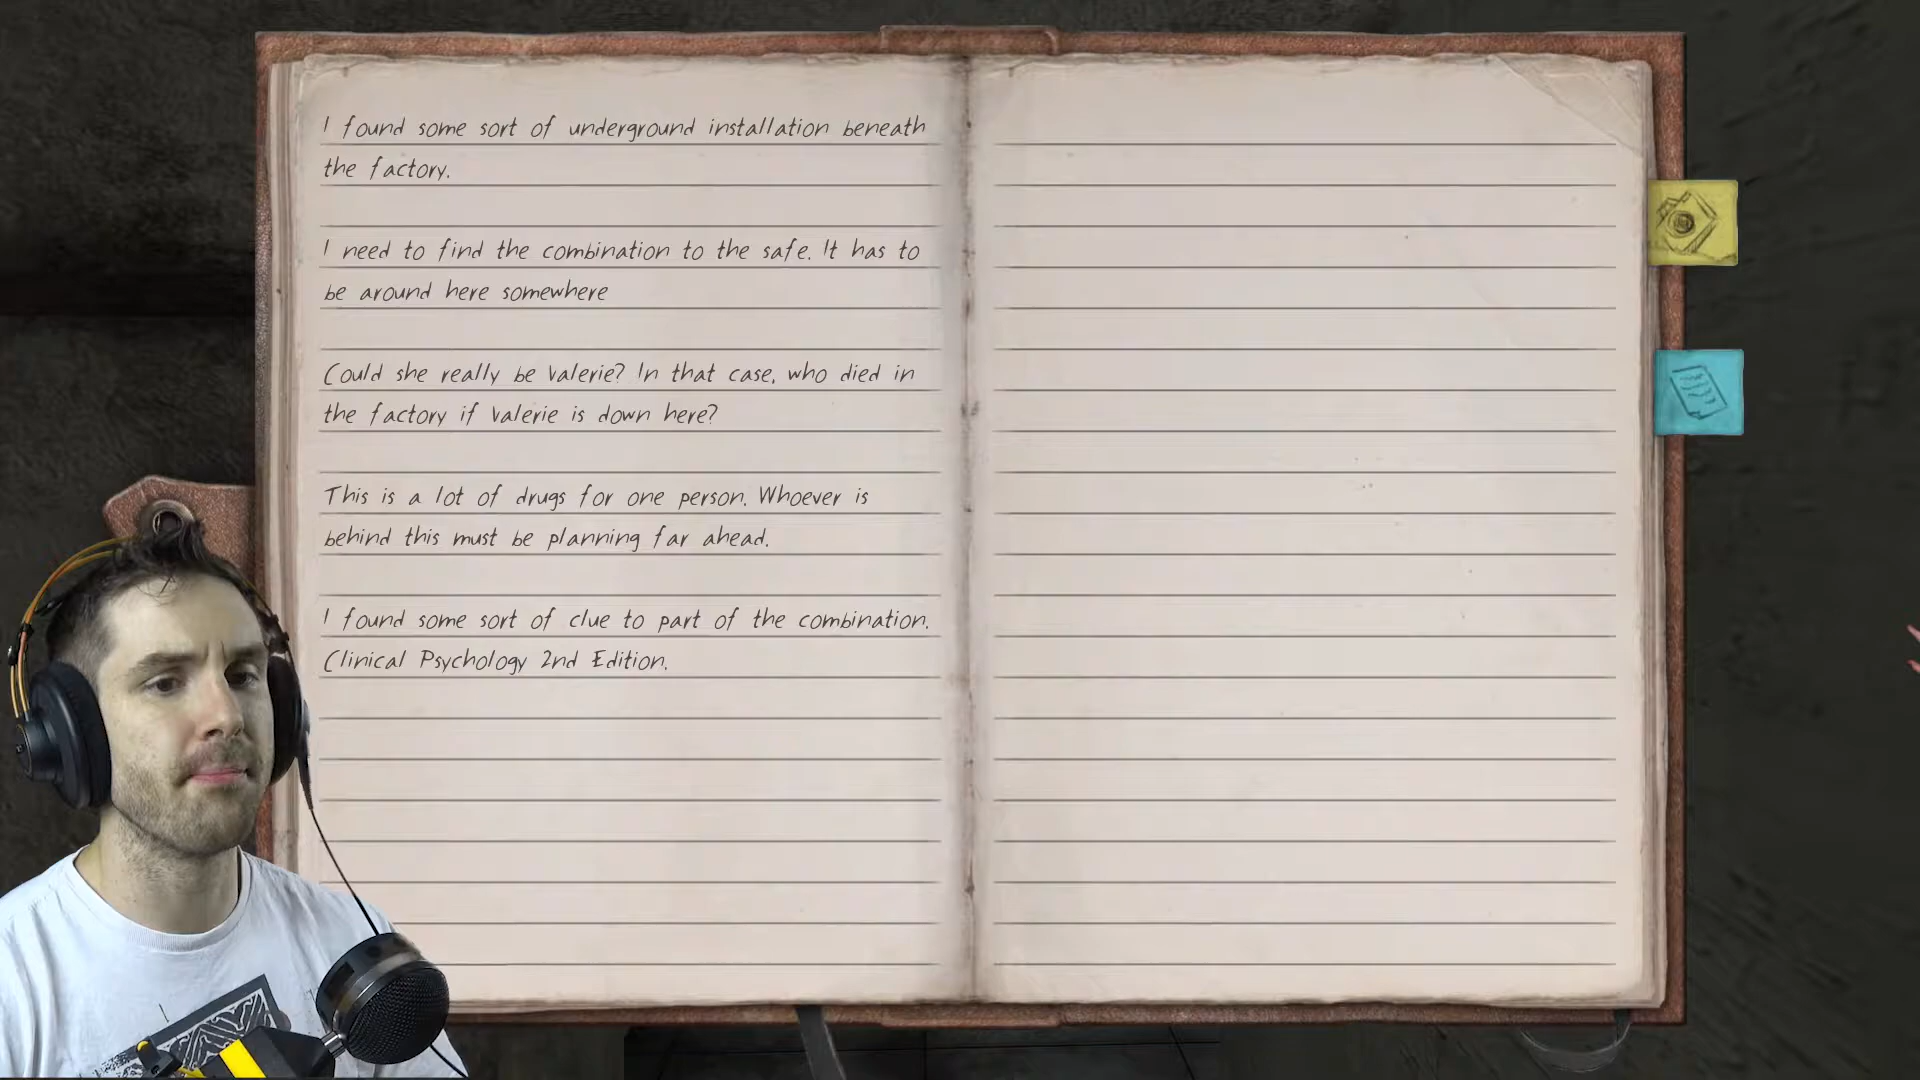 I found some sort of underground installation beneath
the factory.
I need to find the combination to the safe. It has to
be around here somewhere
Could she really be Valerie? In that case, who died in
the factory if Valerie is down here?
This is a lot of drugs for one person. Whoever is
behind this must be planning far ahead.
I found some sort of clue to part of the combination.
Clinical Psychology 2nd Edition.